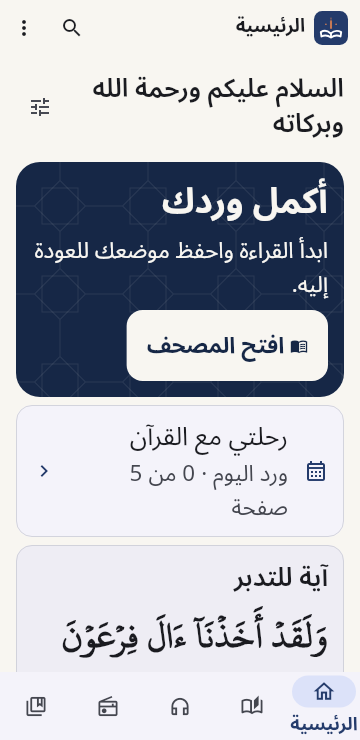 الرئيسية
السلام عليكم ورحمة الله
وبركاته
أكمل وردك
ابدأ القراءة واحفظ موضعك للعودة
إليه.
افتح المصحف
رحلتي مع القرآن
ورد اليوم · 0 من 5
صفحة
آية للتدبر
وَلَقَدۡ أَخَذۡنَآ ءَالَ فِرۡعَوۡنَ
الرئيسية